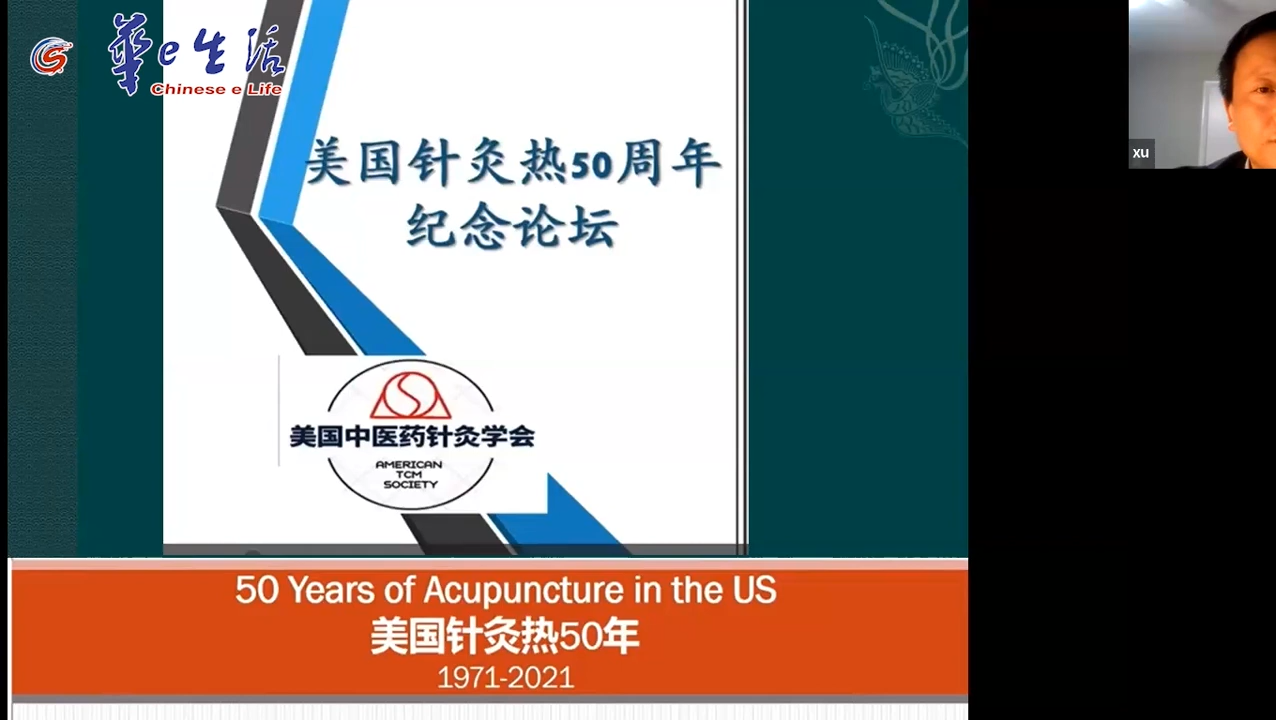 華e生活
Chinese e Life
xu
美国针灸热50周年
纪念论坛
美国中医药针灸学会
AMERICAN
TCM
SOCIETY
50 Years of Acupuncture in the US
美国针灸热50年
1971-2021